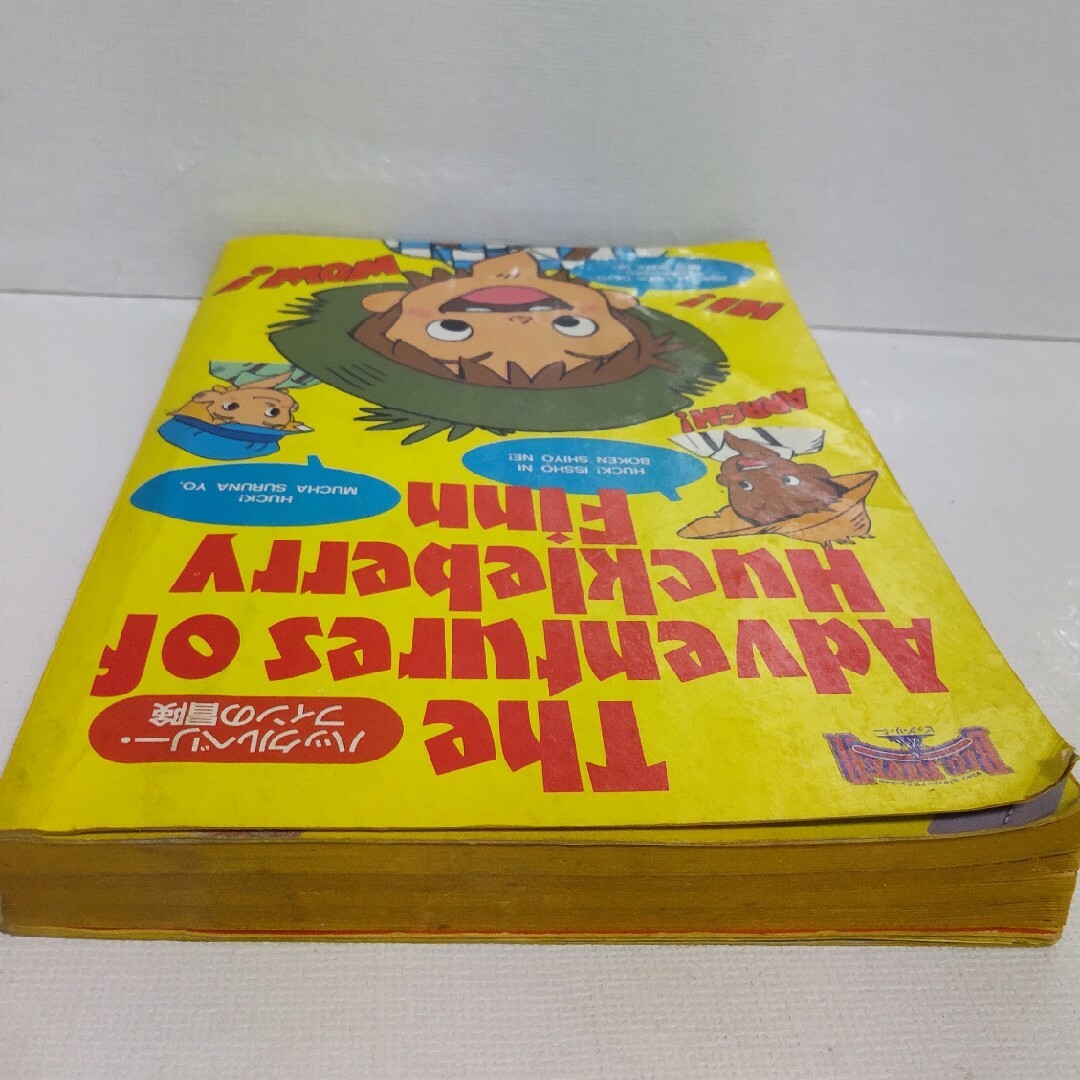 The
Adventures of
Huckleberry
Finn
ハックルベリー・
フィンの冒険
HUCK! ISSHO NI
BOKEN SHIYŌ NE!
HUCK!
MUCHA SURUNA YO.
ARRGH!
HI!
WOW!